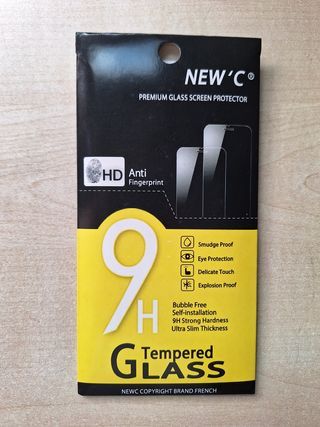 NEW'C®
PREMIUM GLASS SCREEN PROTECTOR
HD
Anti
Fingerprint
9H
Smudge Proof
Eye Protection
Delicate Touch
Explosion Proof
Bubble Free
Self-installation
9H Strong Hardness
Ultra Slim Thickness
Tempered
GLASS
NEWC COPYRIGHT BRAND FRENCH